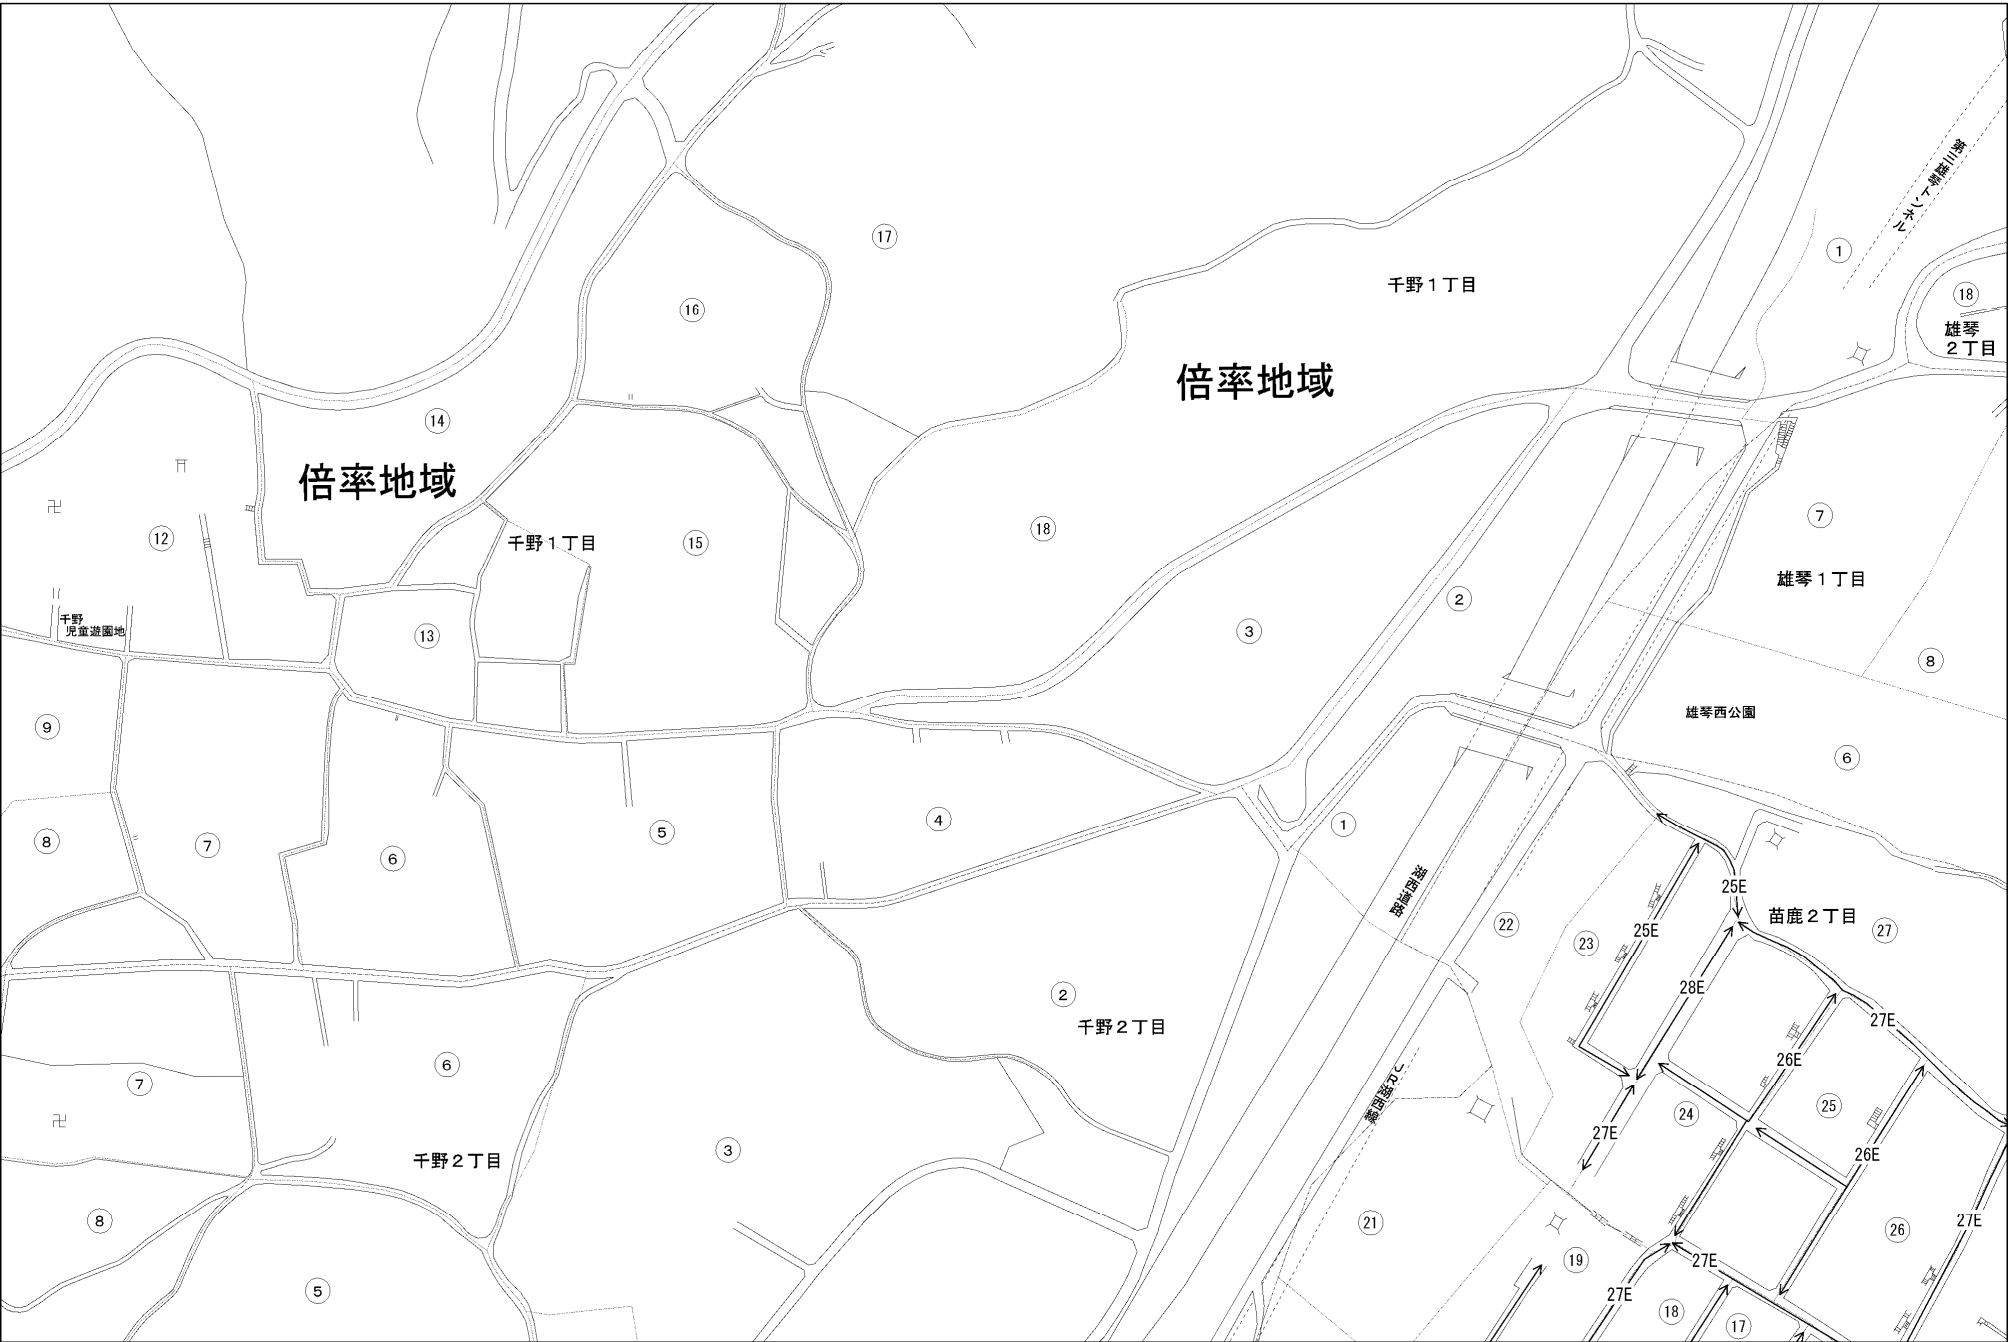 第三雄琴トンネル
⑰
①
千野１丁目
⑱
雄琴
２丁目
⑯
倍率地域
⑭
倍率地域
⑦
⑫
千野１丁目
⑮
⑱
雄琴１丁目
②
千野
児童遊園地
⑬
③
⑧
雄琴西公園
⑨
⑥
⑧
⑦
⑥
⑤
④
①
湖西道路
25E
苗鹿２丁目
㉒
㉓
25E
㉗
28E
②
千野２丁目
27E
⑥
26E
⑦
JR湖西線
㉔
㉕
27E
③
26E
千野２丁目
⑧
㉑
27E
㉖
⑲
27E
⑤
27E
⑱
⑰